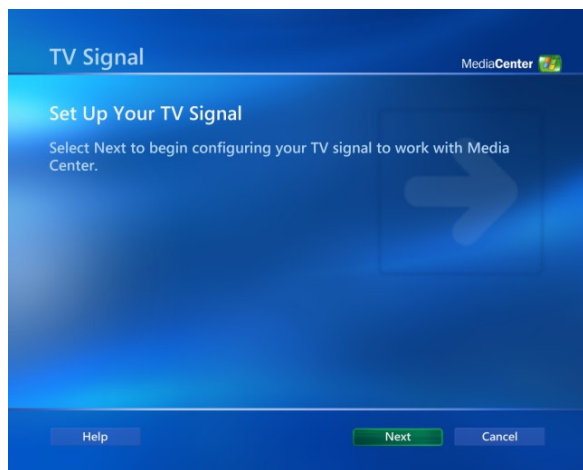 TV Signal
MediaCenter
Set Up Your TV Signal
Select Next to begin configuring your TV signal to work with Media
Center.
Help
Next
Cancel